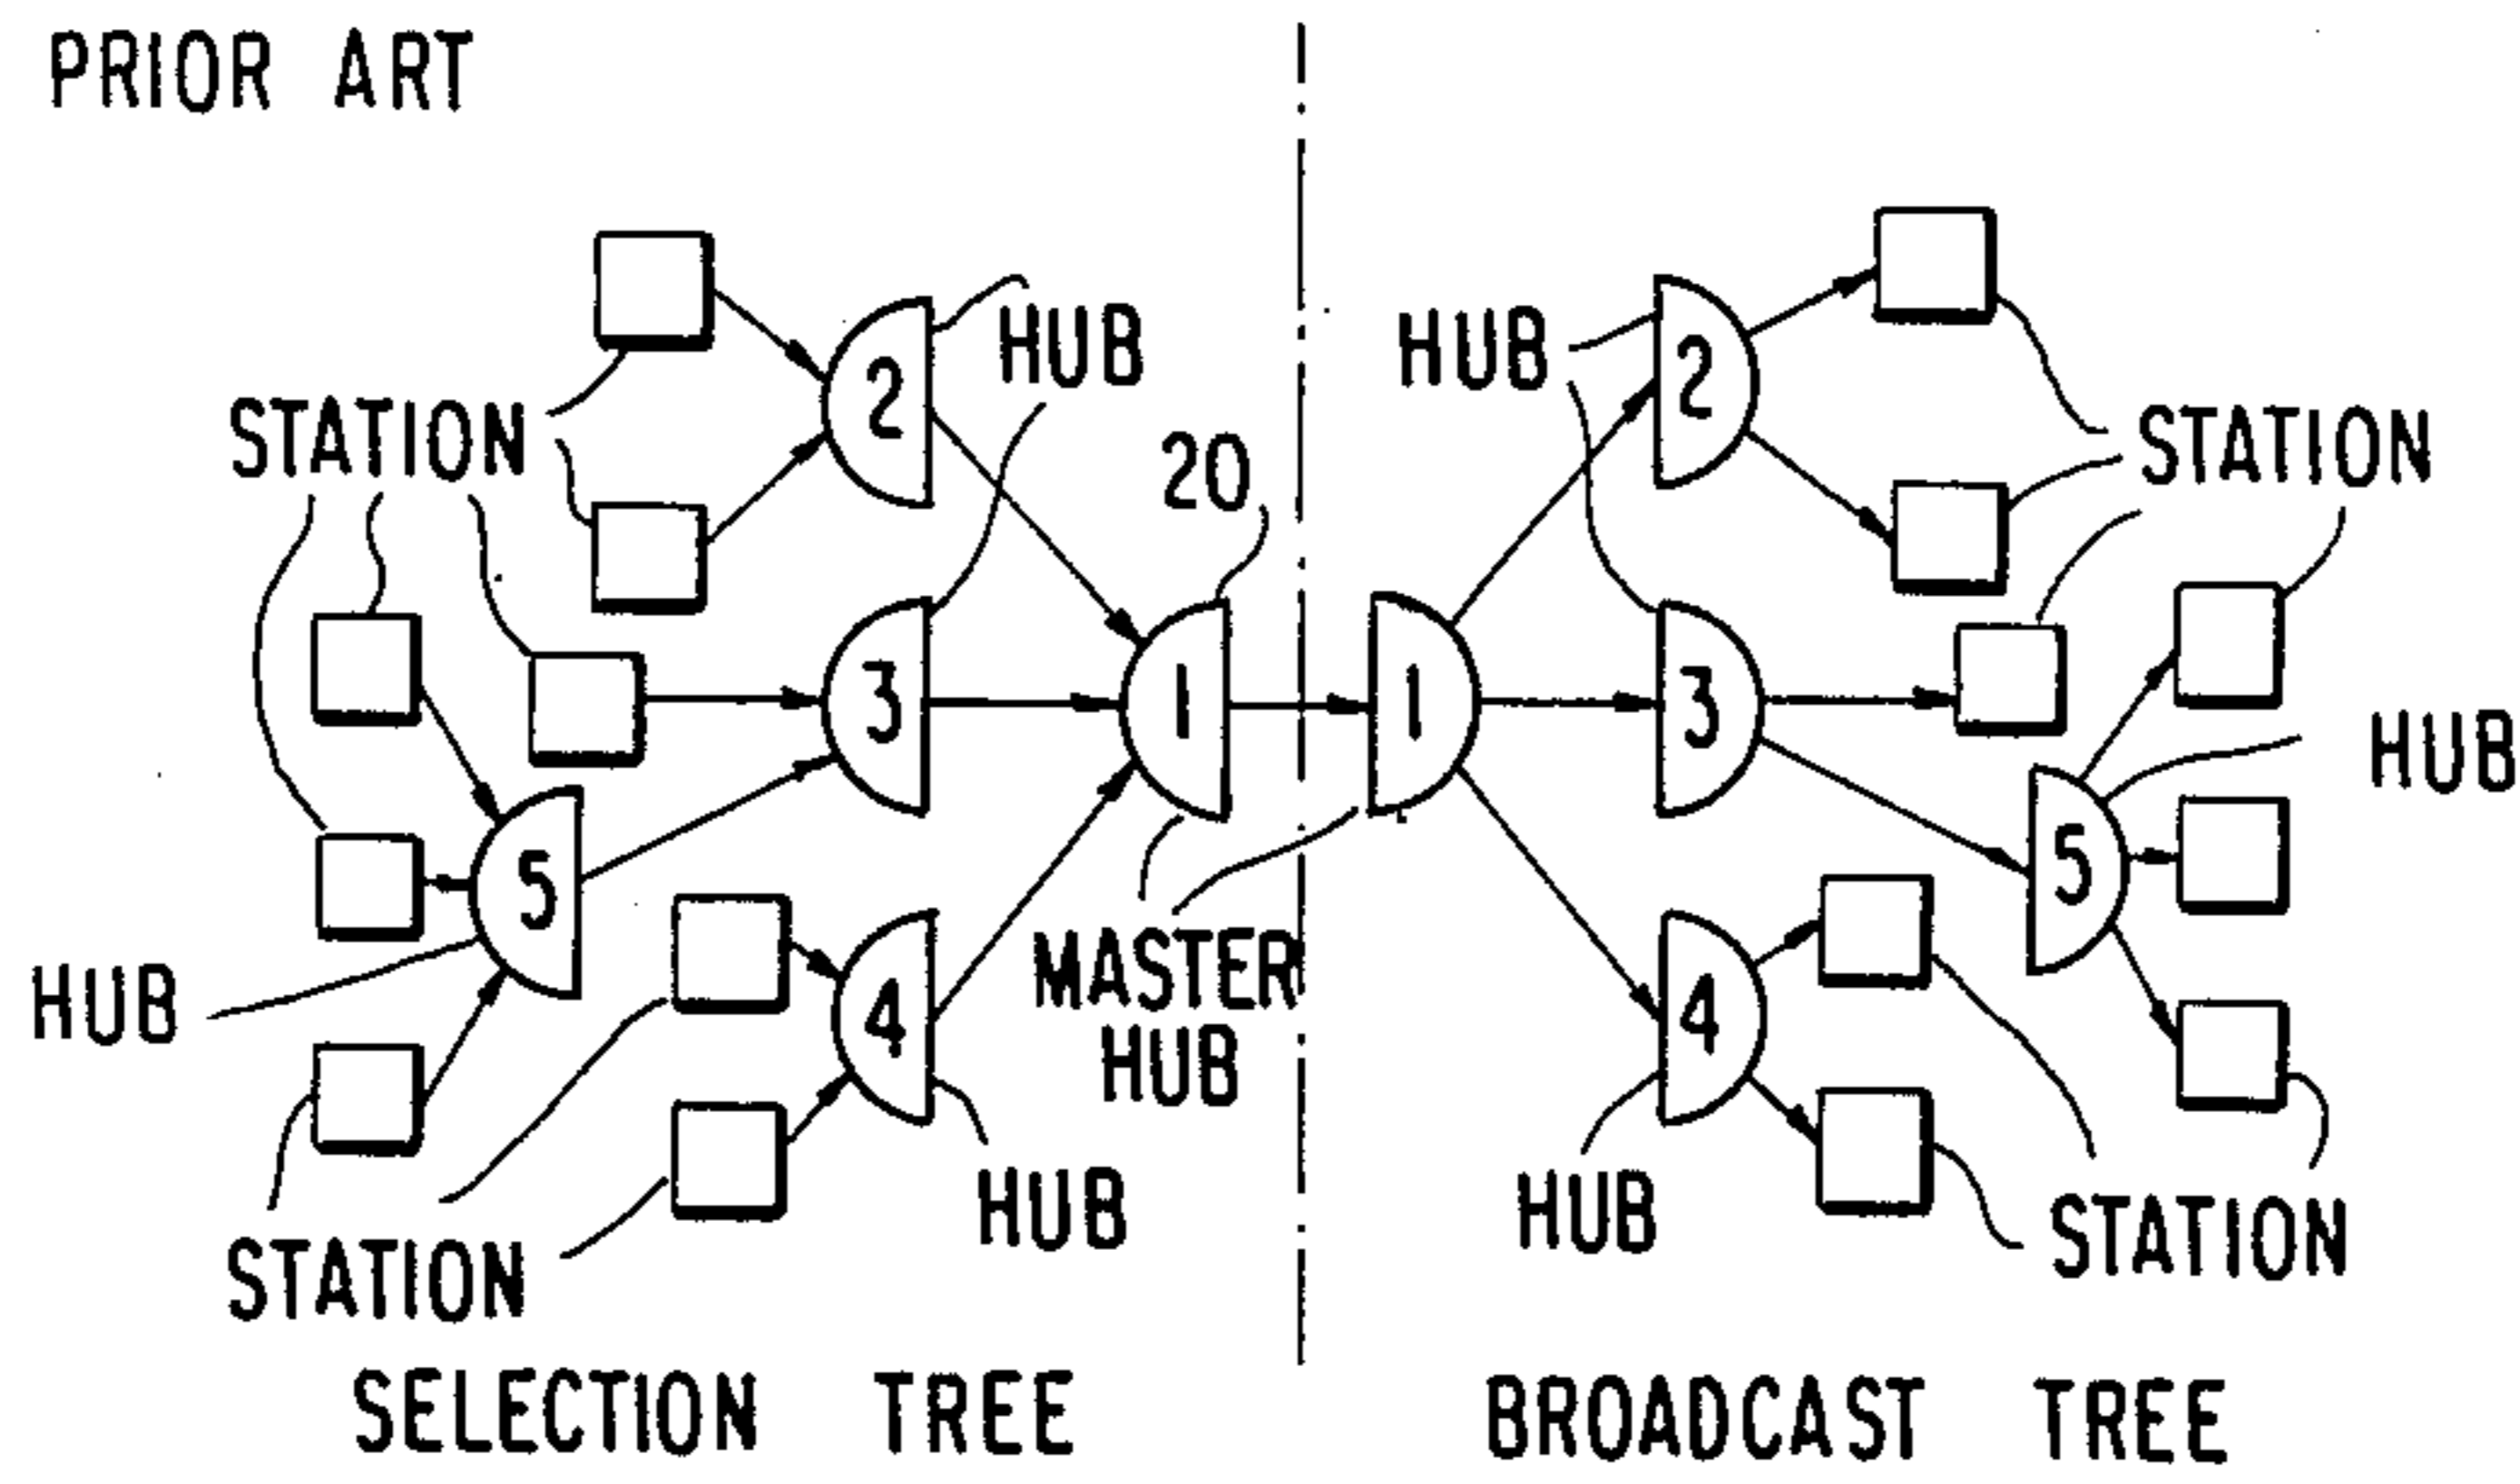 PRIOR ART
HUB
HUB
2
2
STATION
20
STATION
3
1
1
3
HUB
5
5
HUB
4
MASTER
HUB
4
HUB
HUB
STATION
STATION
SELECTION TREE
BROADCAST TREE